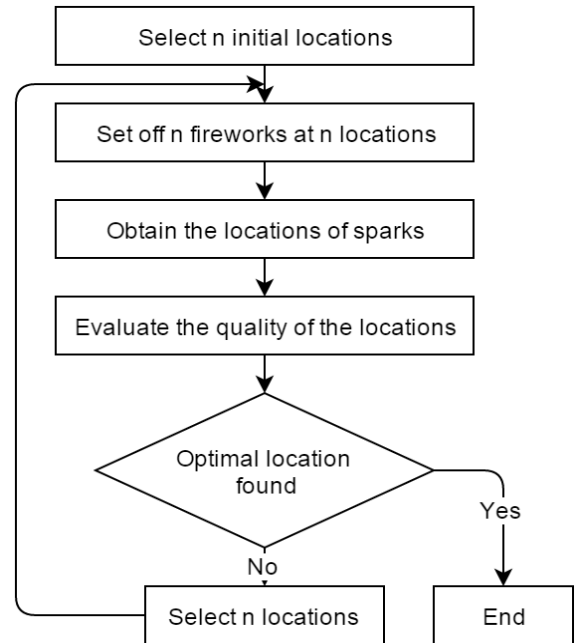 Select n initial locations
Set off n fireworks at n locations
Obtain the locations of sparks
Evaluate the quality of the locations
Optimal location
found
Yes
No
Select n locations
End